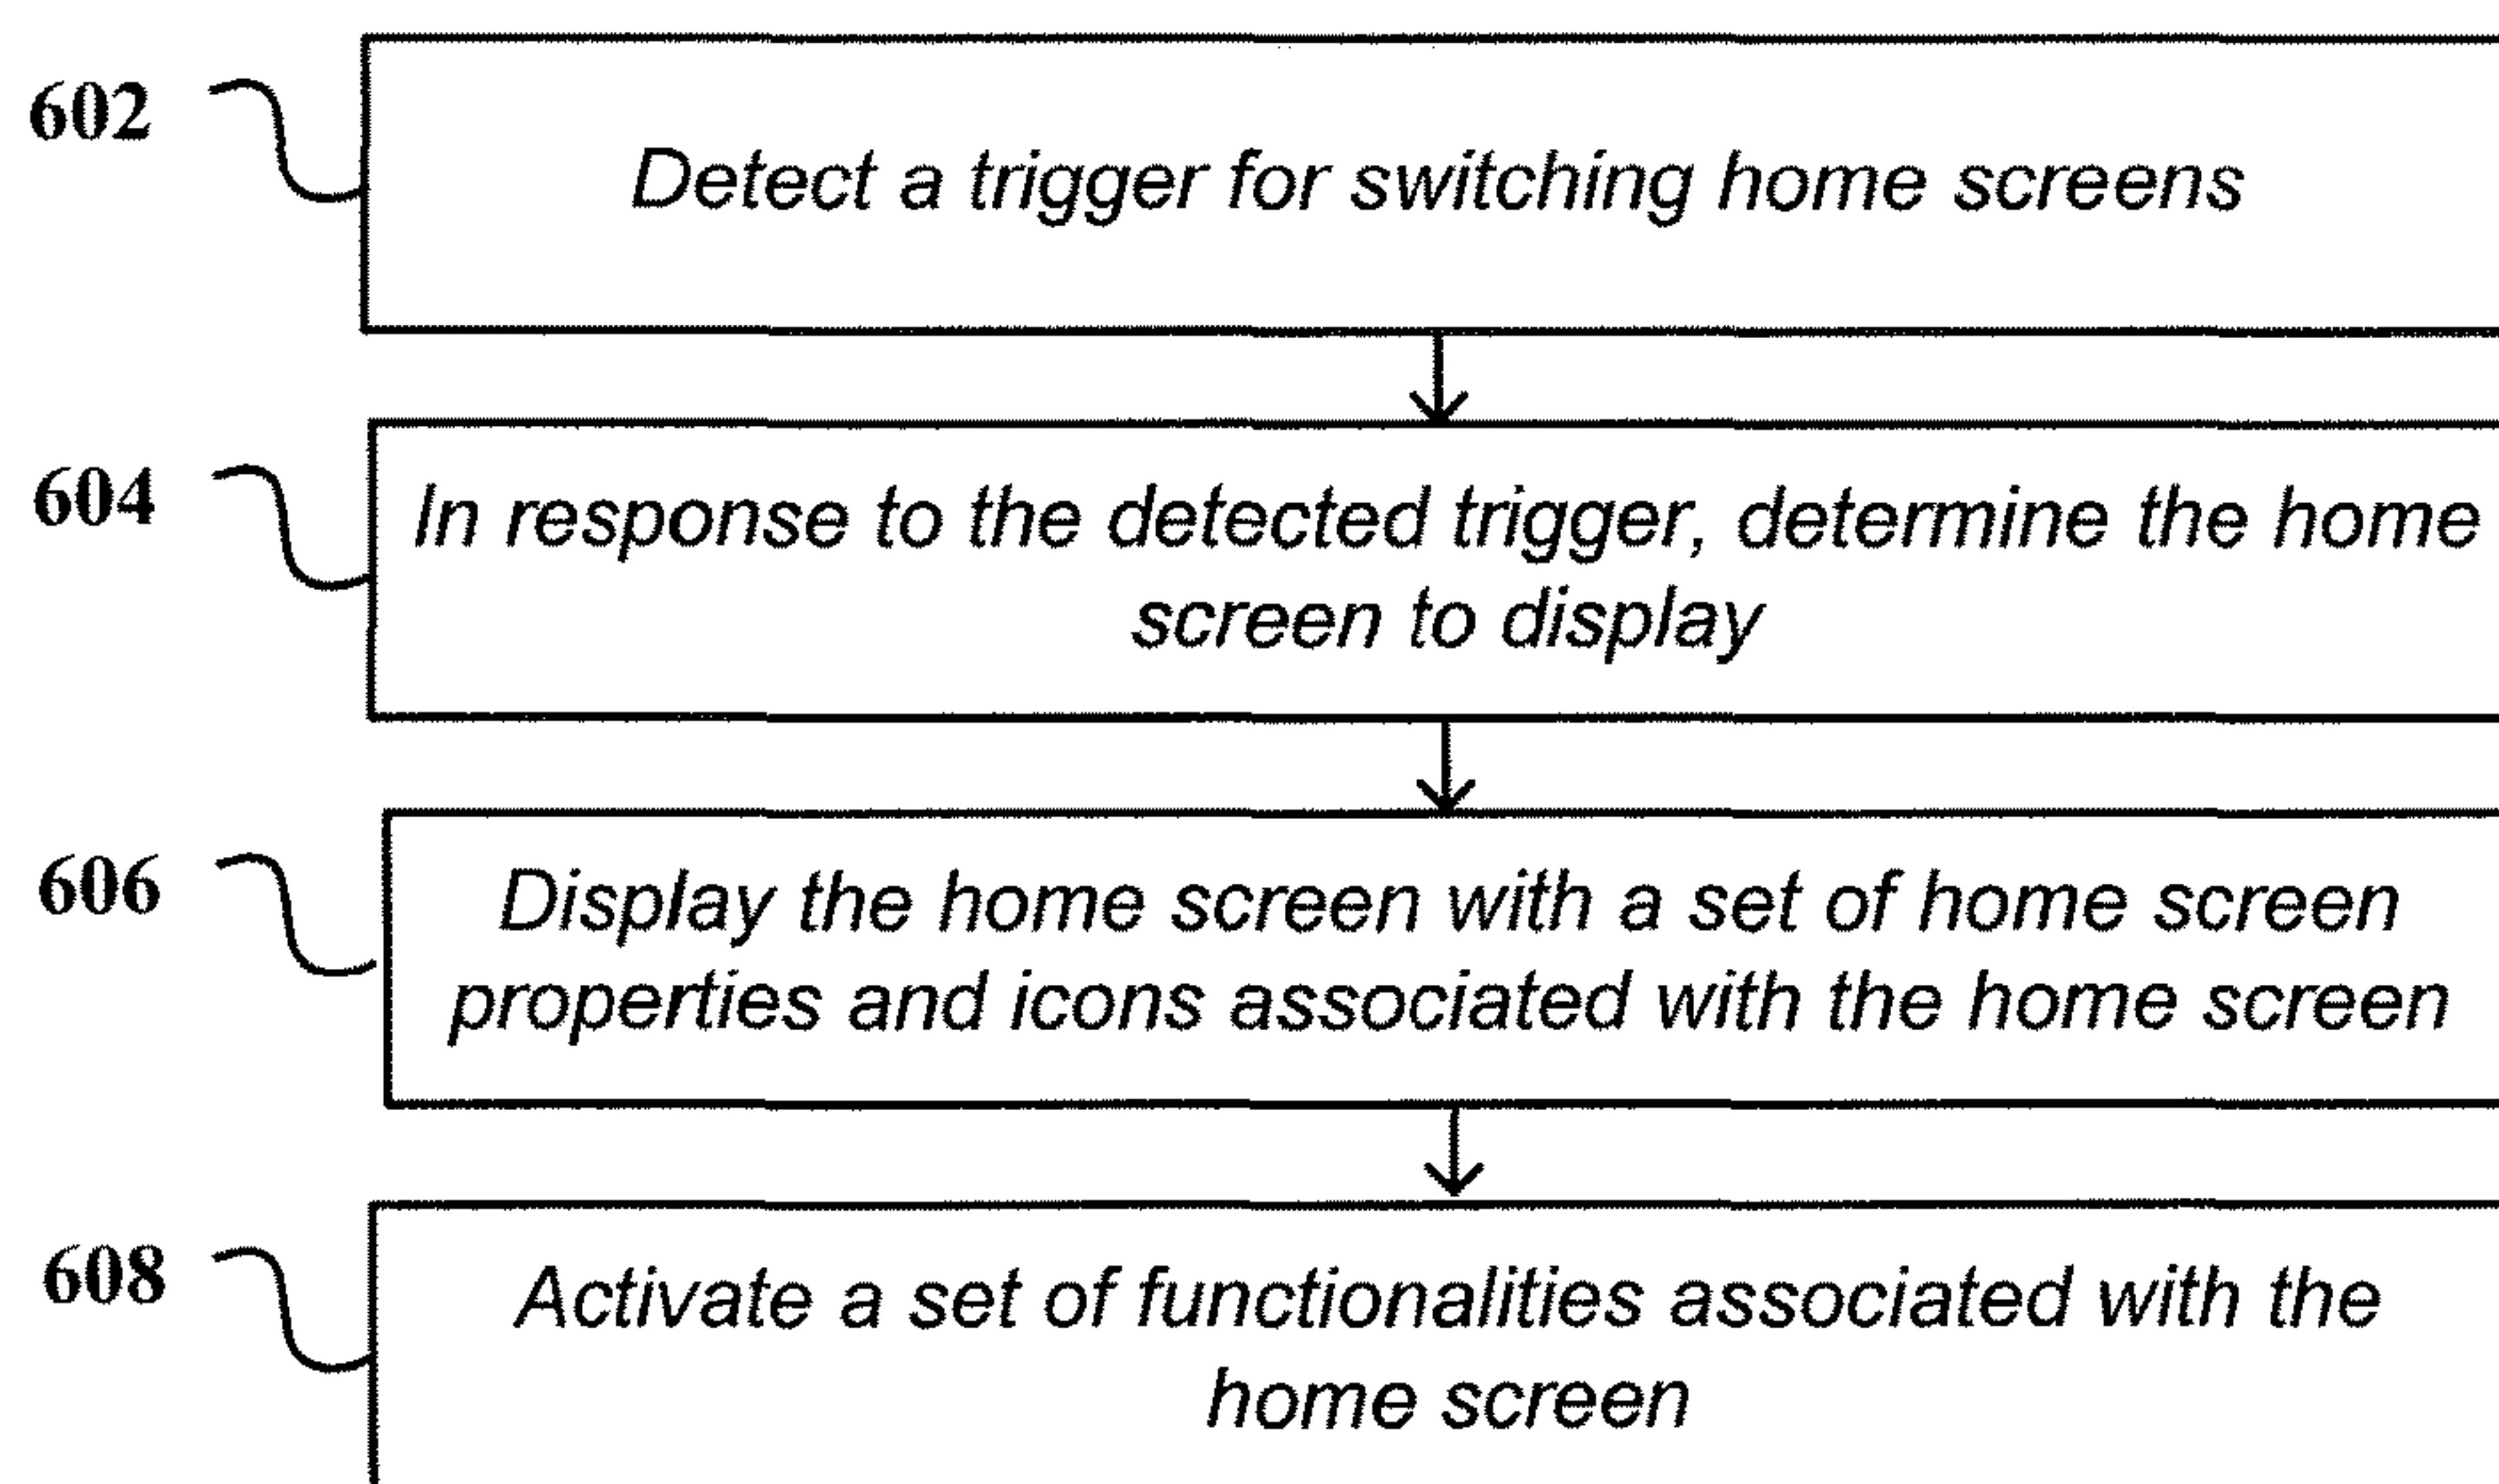 602
Detect a trigger for switching home screens
604
In response to the detected trigger, determine the home
screen to display
606
Display the home screen with a set of home screen
properties and icons associated with the home screen
608
Activate a set of functionalities associated with the
home screen